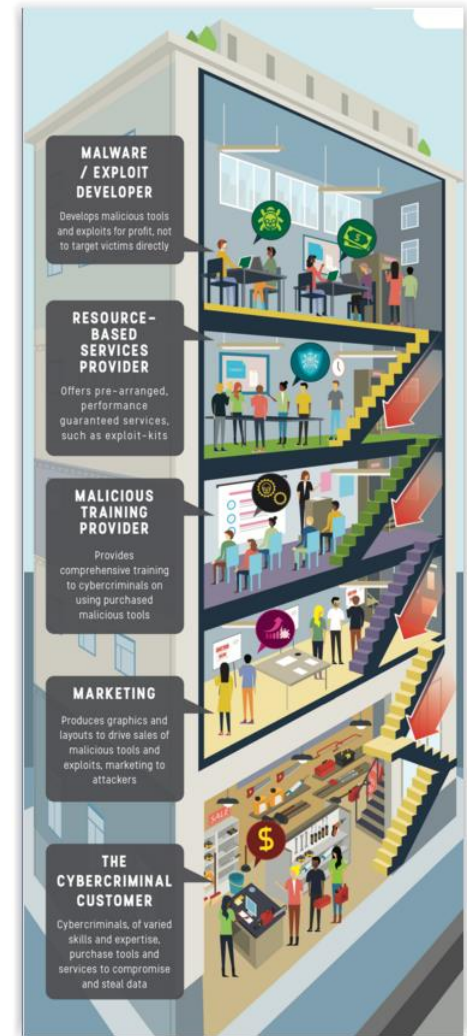 MALWARE
/ EXPLOIT
DEVELOPER
Develops malicious tools
and exploits for profit, not
to target victims directly
RESOURCE-
BASED
SERVICES
PROVIDER
Offers pre-arranged,
performance
guaranteed services,
such as exploit-kits
MALICIOUS
TRAINING
PROVIDER
Provides
comprehensive training
to cybercriminals on
using purchased
malicious tools
MARKETING
Produces graphics and
layouts to drive sales of
malicious tools and
exploits, marketing to
attackers
SALE
$
THE
CYBERCRIMINAL
CUSTOMER
Cybercriminals, of varied
skills and expertise,
purchase tools and
services to compromise
and steal data